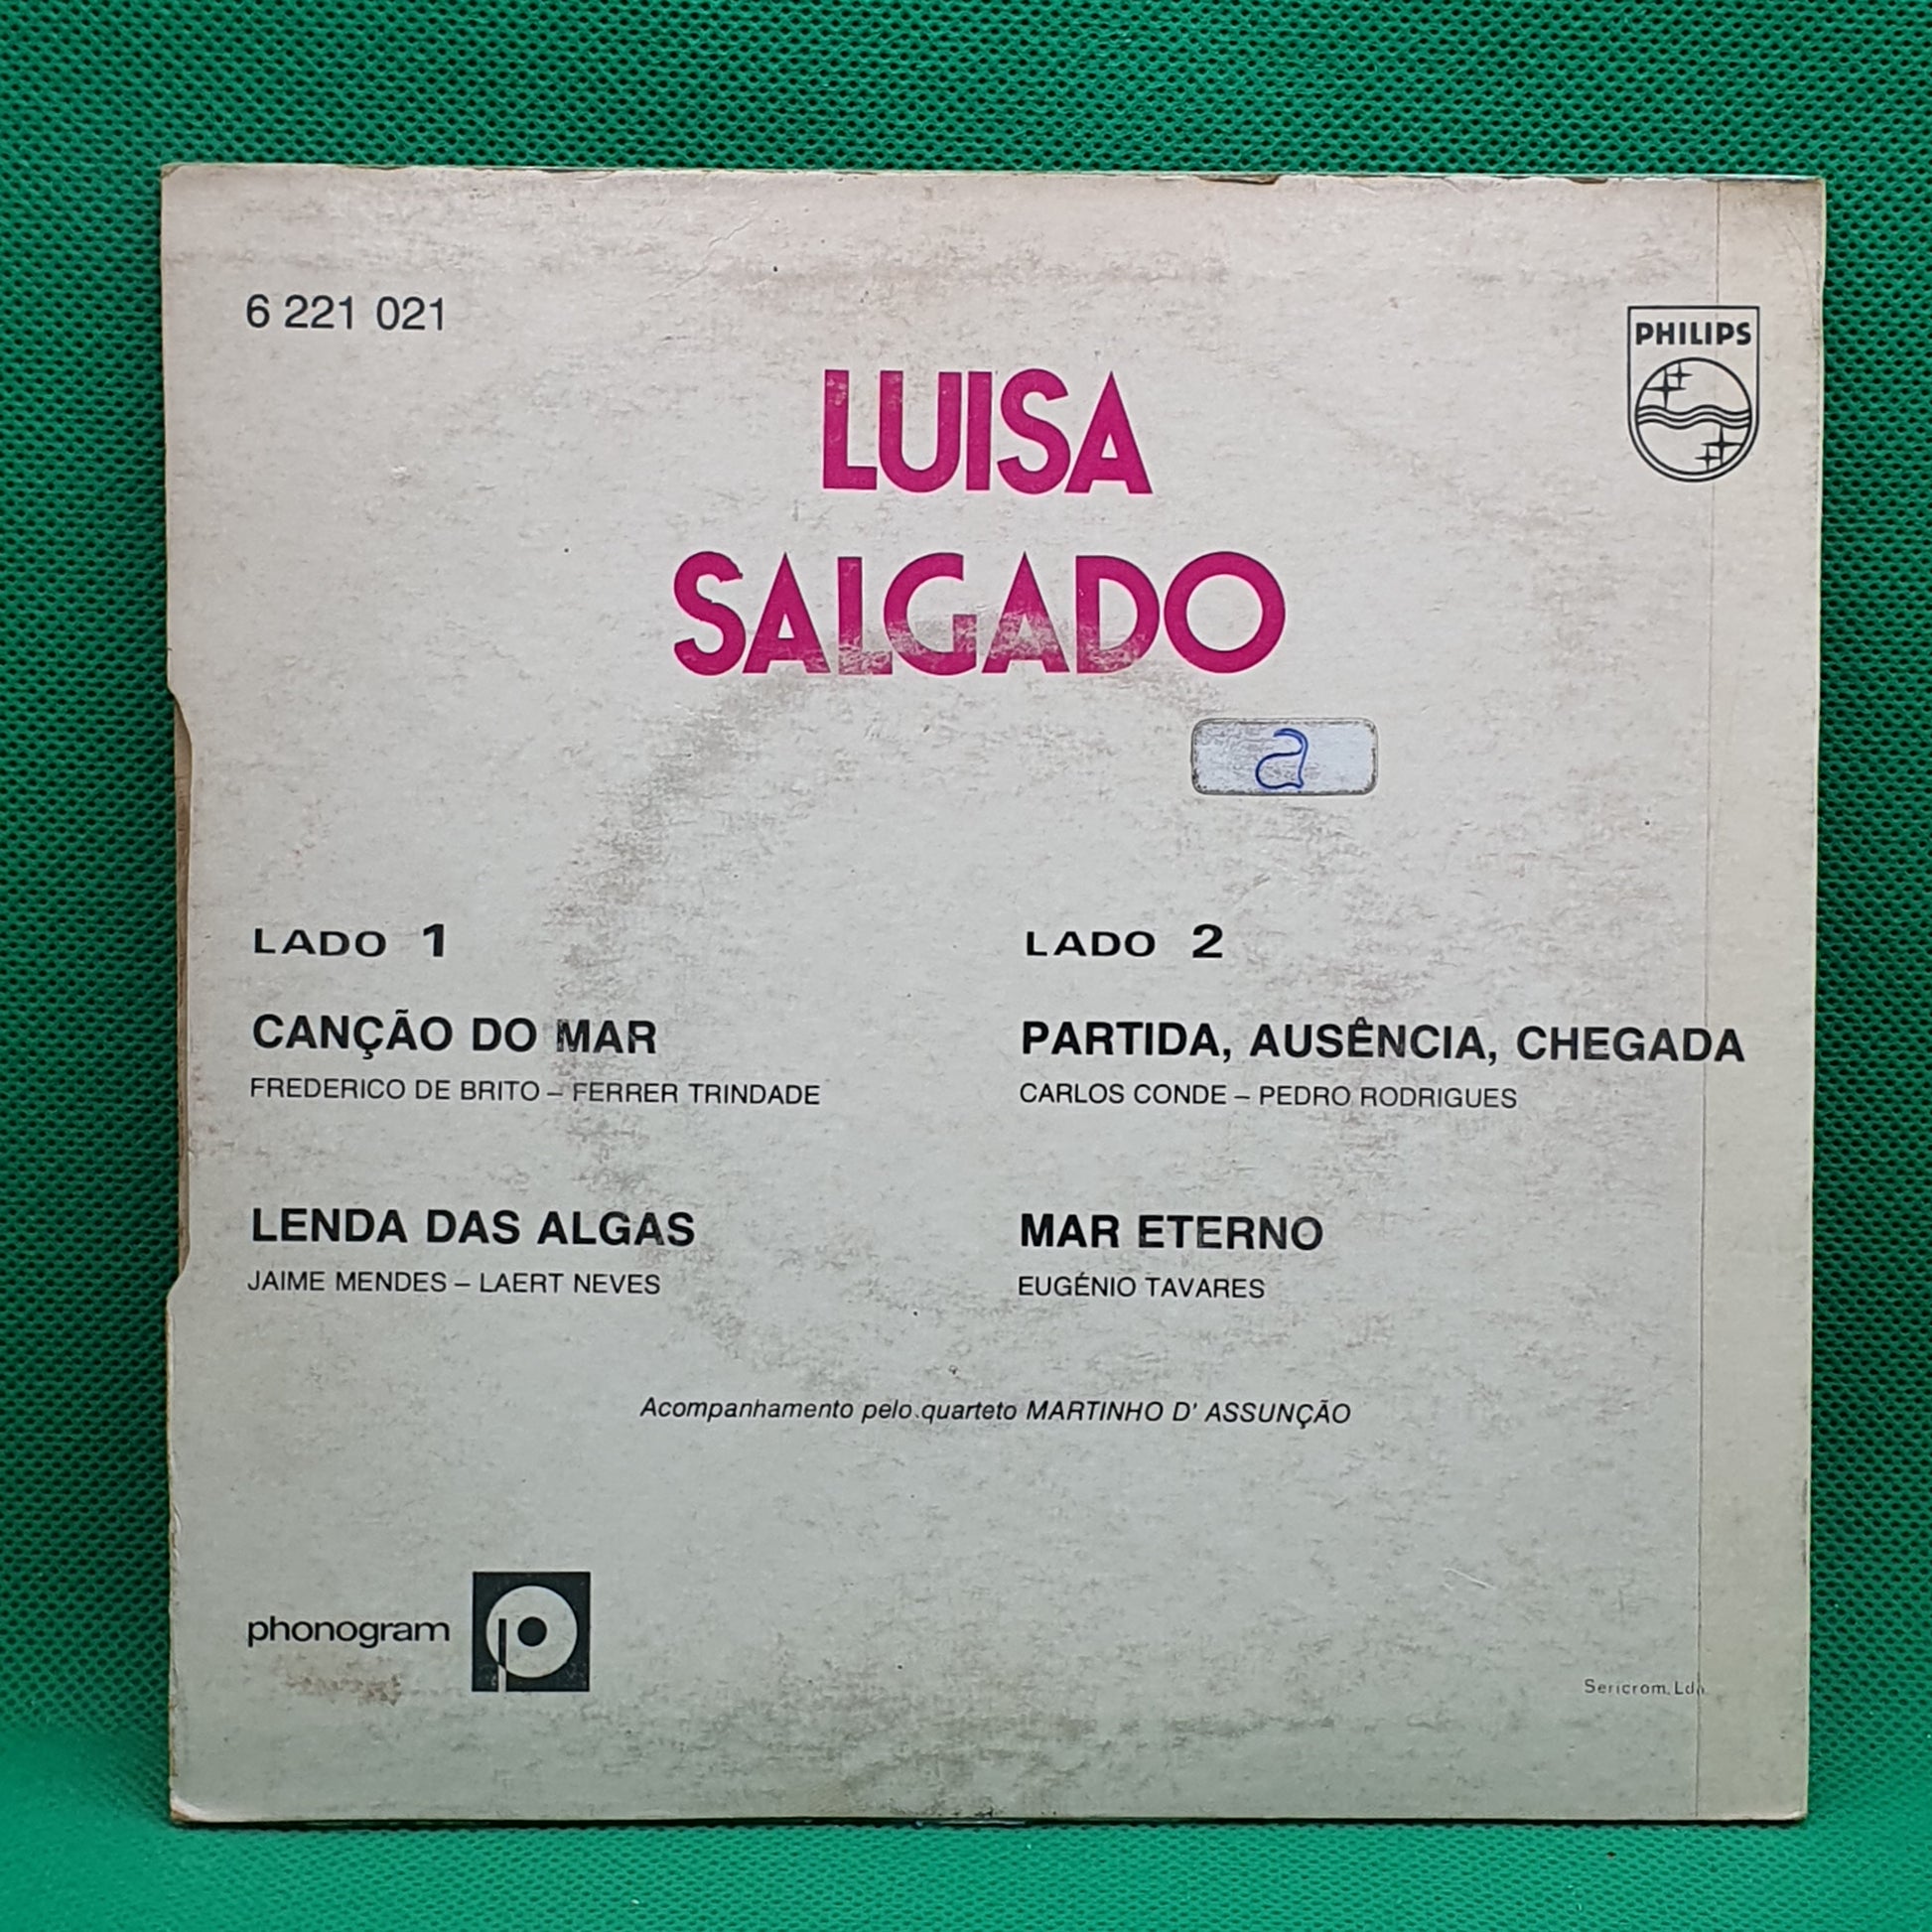 6 221 021
PHILIPS
LUISA
SALGADO
a
LADO 1
CANÇÃO DO MAR
FREDERICO DE BRITO – FERRER TRINDADE
LENDA DAS ALGAS
JAIME MENDES – LAERT NEVES
LADO 2
PARTIDA, AUSÊNCIA, CHEGADA
CARLOS CONDE – PEDRO RODRIGUES
MAR ETERNO
EUGÉNIO TAVARES
Acompanhamento pelo quarteto MARTINHO D' ASSUNÇÃO
phonogram
Sericrom, Lda.